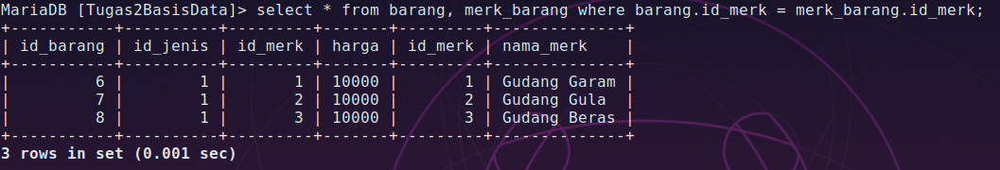 MariaDB [Tugas2BasisData]> select * from barang, merk_barang where barang.id_merk = merk_barang.id_merk;
+-----------+----------+---------+-------+---------+--------------+
| id_barang | id_jenis | id_merk | harga | id_merk | nama_merk    |
+-----------+----------+---------+-------+---------+--------------+
|         6 |        1 |       1 | 10000 |       1 | Gudang Garam |
|         7 |        1 |       2 | 10000 |       2 | Gudang Gula  |
|         8 |        1 |       3 | 10000 |       3 | Gudang Beras |
+-----------+----------+---------+-------+---------+--------------+
3 rows in set (0.001 sec)